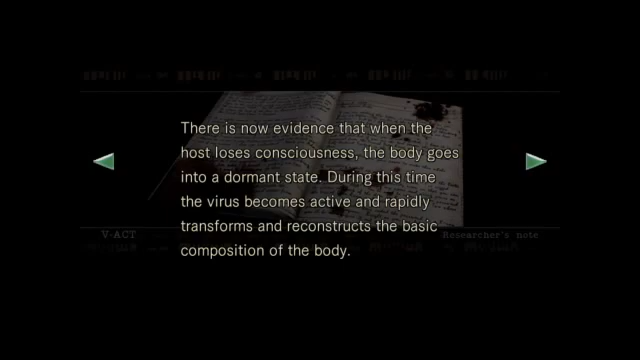 There is now evidence that when the
host loses consciousness, the body goes
into a dormant state. During this time
the virus becomes active and rapidly
transforms and reconstructs the basic
composition of the body.
V-ACT
Researcher's note